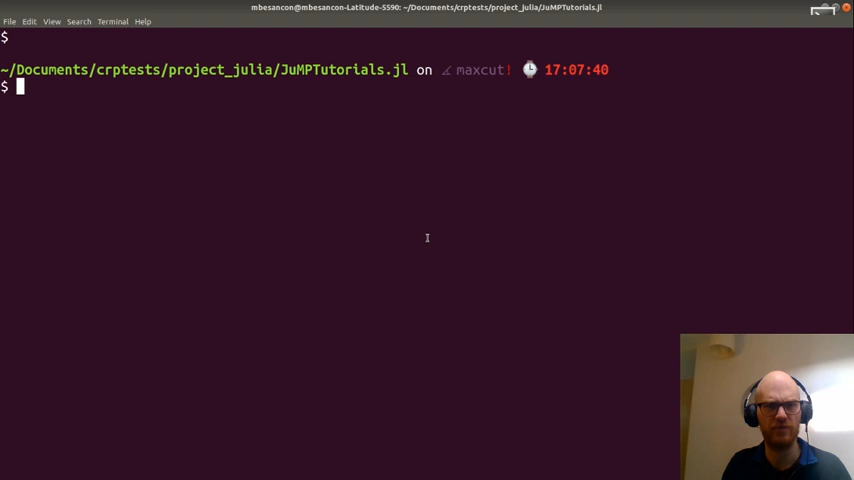 mbesancon@mbesancon-Latitude-5590: ~/Documents/crptests/project_julia/JuMPTutorials.jl
File Edit View Search Terminal Help
$
~/Documents/crptests/project_julia/JuMPTutorials.jl on maxcut! 17:07:40
$